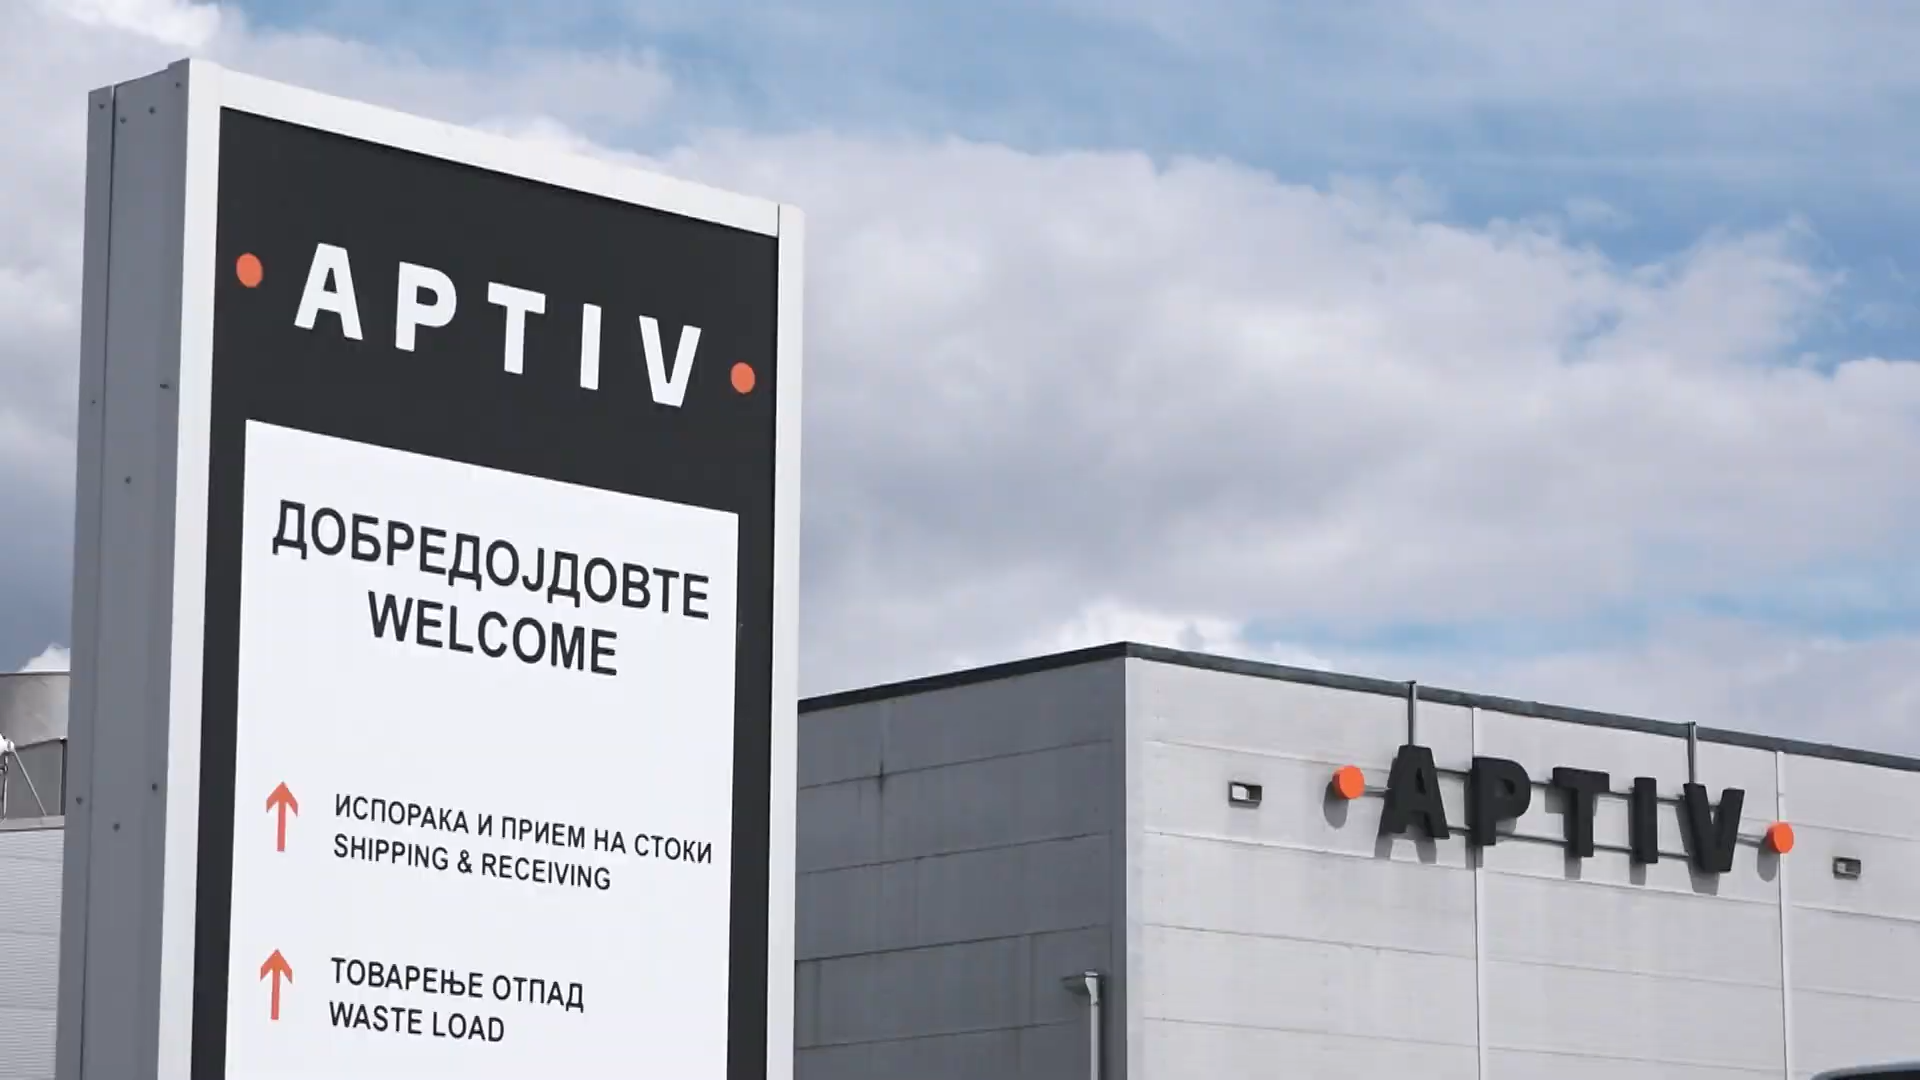 • APTIV •
ДОБРЕДОЈДОВТЕ
WELCOME
ИСПОРАКА И ПРИЕМ НА СТОКИ
SHIPPING & RECEIVING
ТОВАРЕЊЕ ОТПАД
WASTE LOAD
• APTIV •